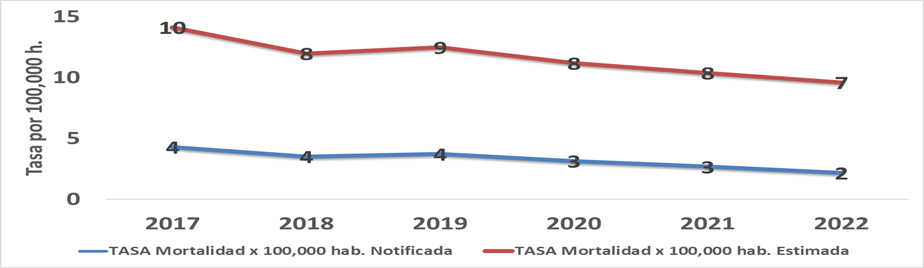 Tasa por 100,000 h.
15
10
5
0
10 8 9 8 8 7
4 4 4 3 3 2
2017 2018 2019 2020 2021 2022
TASA Mortalidad x 100,000 hab. Notificada TASA Mortalidad x 100,000 hab. Estimada